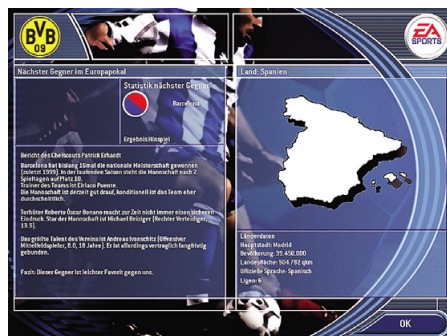 BVB
09
EA
SPORTS
Nächster Gegner im Europapokal
Land: Spanien
Statistik nächster Gegner
Barcelona
Ergebnis Hinspiel
Bericht des Chefscouts Patrick Erhardt
Barcelona hat bislang 16mal die nationale Meisterschaft gewonnen
(zuletzt 1999). In der laufenden Saison steht die Mannschaft nach 2
Spieltagen auf Platz 10.
Trainer des Teams ist Ciriaco Puente.
Die Mannschaft ist derzeit gut drauf, konditionell ist das Team eher
durchschnittlich.
Torhüter Roberto Óscar Bonano macht zur Zeit nicht immer einen sicheren
Eindruck. Star der Mannschaft ist Michael Reiziger (Rechter Verteidiger,
13,5).
Das größte Talent des Vereins ist Andreas Ivanschitz (Offensiver
Mittelfeldspieler, 8,0, 18 Jahre). Er ist allerdings vertraglich langfristig
gebunden.
Fazit: Dieser Gegner ist leichter Favorit gegen uns.
Länderdaten
Hauptstadt: Madrid
Bevölkerung: 39.450.000
Landesfläche: 504.782 qkm
Offizielle Sprache: Spanisch
Ligen: 6
OK